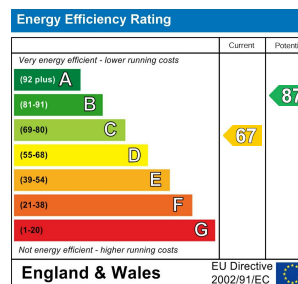 Energy Efficiency Rating
Current Potenti
Very energy efficient - lower running costs
(92 plus) A
(81-91) B
(69-80) C
(55-68) D
(39-54) E
(21-38) F
(1-20) G
67
87
Not energy efficient - higher running costs
England & Wales
EU Directive
2002/91/EC